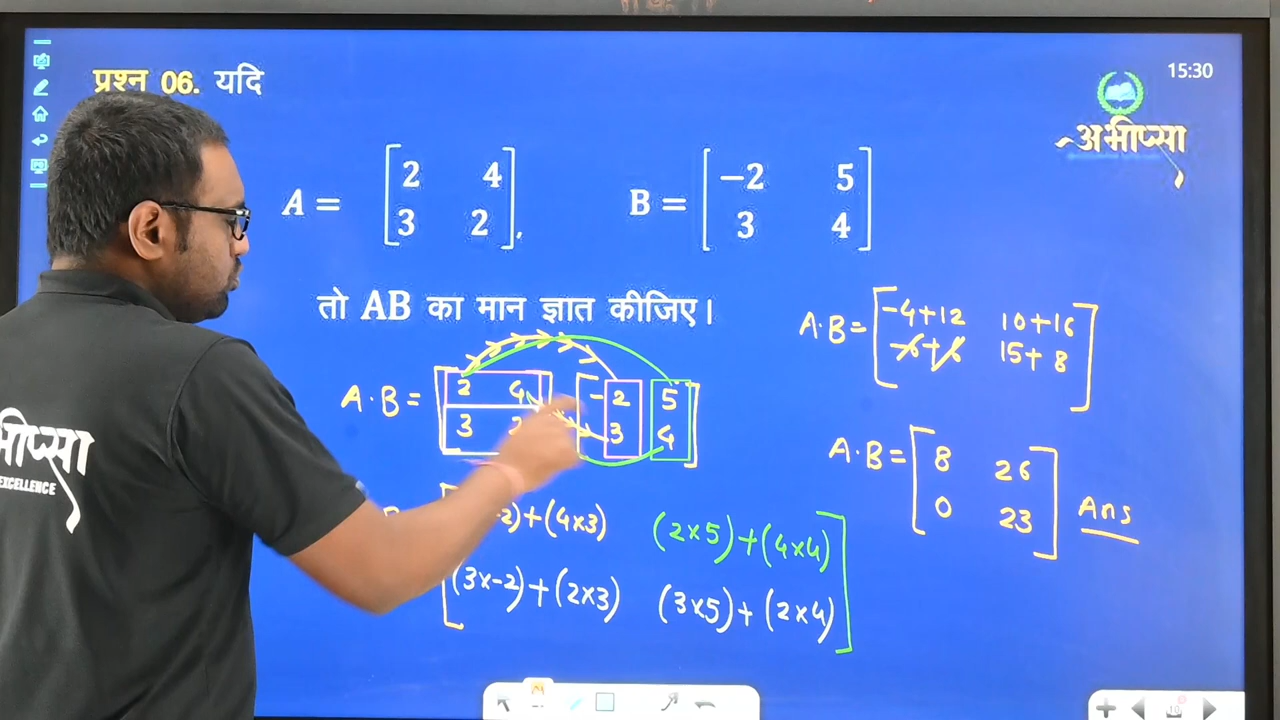 प्रश्न 06. यदि
15:30
अभीप्सा
A = [2 4
3 2],
B = [−2 5
3 4]
तो AB का मान ज्ञात कीजिए।
A·B = [2 4
3
[-2 5
3 4]
-2)+(4×3) (2×5)+(4×4)
(3×-2)+(2×3) (3×5)+(2×4)]
A·B = [-4+12 10+16
-6+6 15+8]
A·B = [8 26
0 23] Ans
भीप्सा
EXCELLENCE